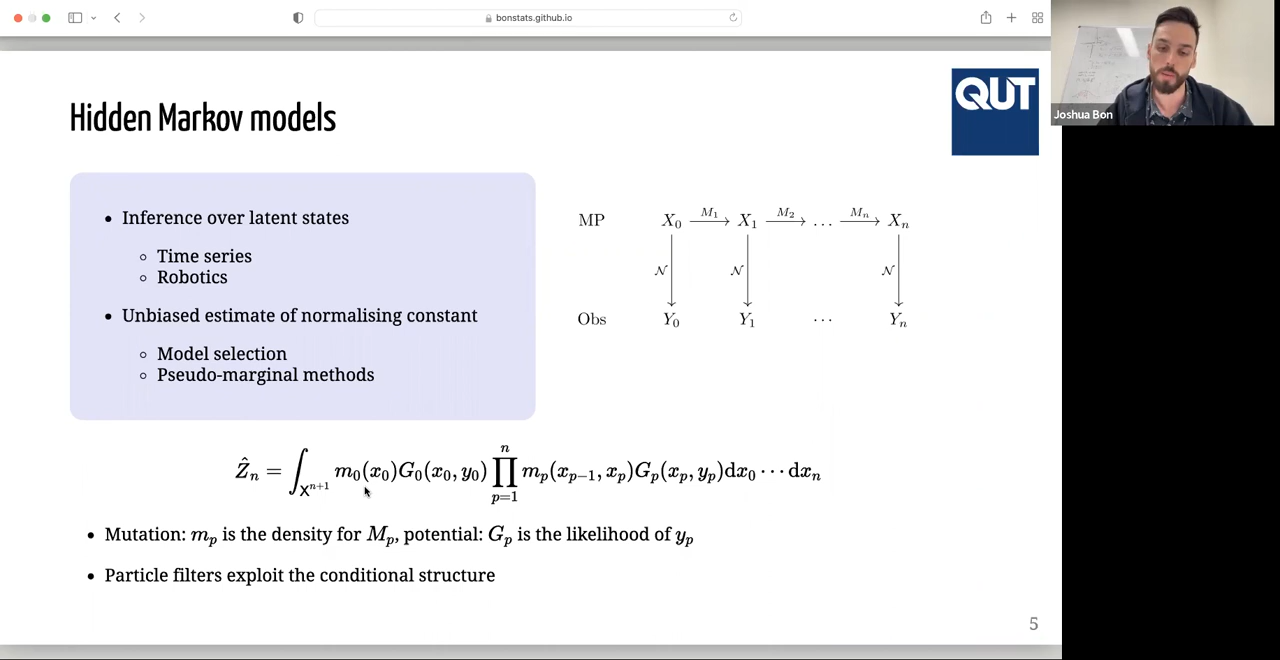 bonstats.github.io
Joshua Bon
QUT
Hidden Markov models
• Inference over latent states
◦ Time series
◦ Robotics
• Unbiased estimate of normalising constant
◦ Model selection
◦ Pseudo-marginal methods
MP X₀ M₁ X₁ M₂ … Mₙ Xₙ
𝒩 𝒩 𝒩
Obs Y₀ Y₁ … Yₙ
Ẑₙ = ∫_{X^{n+1}} m₀(x₀)G₀(x₀, y₀) ∏_{p=1}^{n} mₚ(xₚ₋₁, xₚ)Gₚ(xₚ, yₚ)dx₀ ⋯ dxₙ
• Mutation: mₚ is the density for Mₚ, potential: Gₚ is the likelihood of yₚ
• Particle filters exploit the conditional structure
5